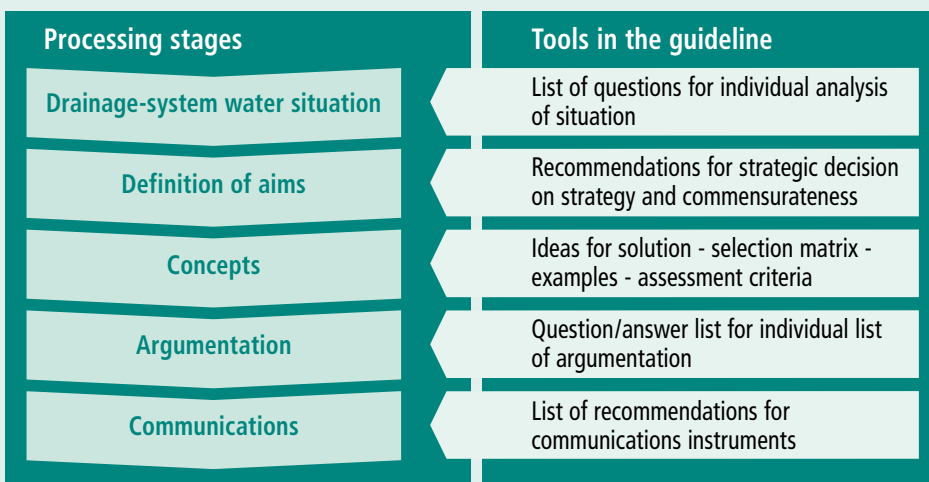 Processing stages
Tools in the guideline
Drainage-system water situation
List of questions for individual analysis
of situation
Definition of aims
Recommendations for strategic decision
on strategy and commensurateness
Concepts
Ideas for solution - selection matrix -
examples - assessment criteria
Argumentation
Question/answer list for individual list
of argumentation
Communications
List of recommendations for
communications instruments